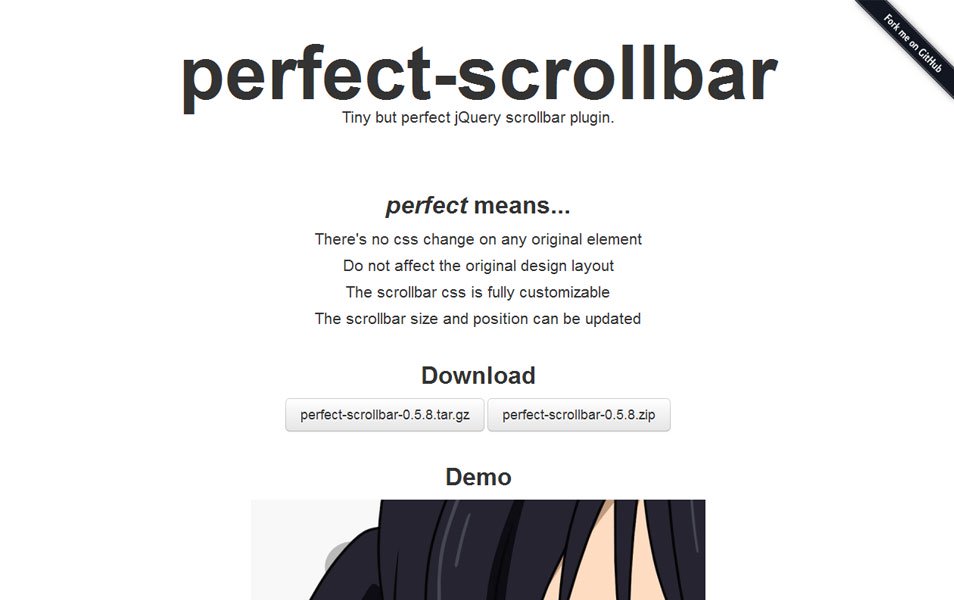 Fork me on GitHub
perfect-scrollbar
Tiny but perfect jQuery scrollbar plugin.
perfect means...
There's no css change on any original element
Do not affect the original design layout
The scrollbar css is fully customizable
The scrollbar size and position can be updated
Download
perfect-scrollbar-0.5.8.tar.gz perfect-scrollbar-0.5.8.zip
Demo